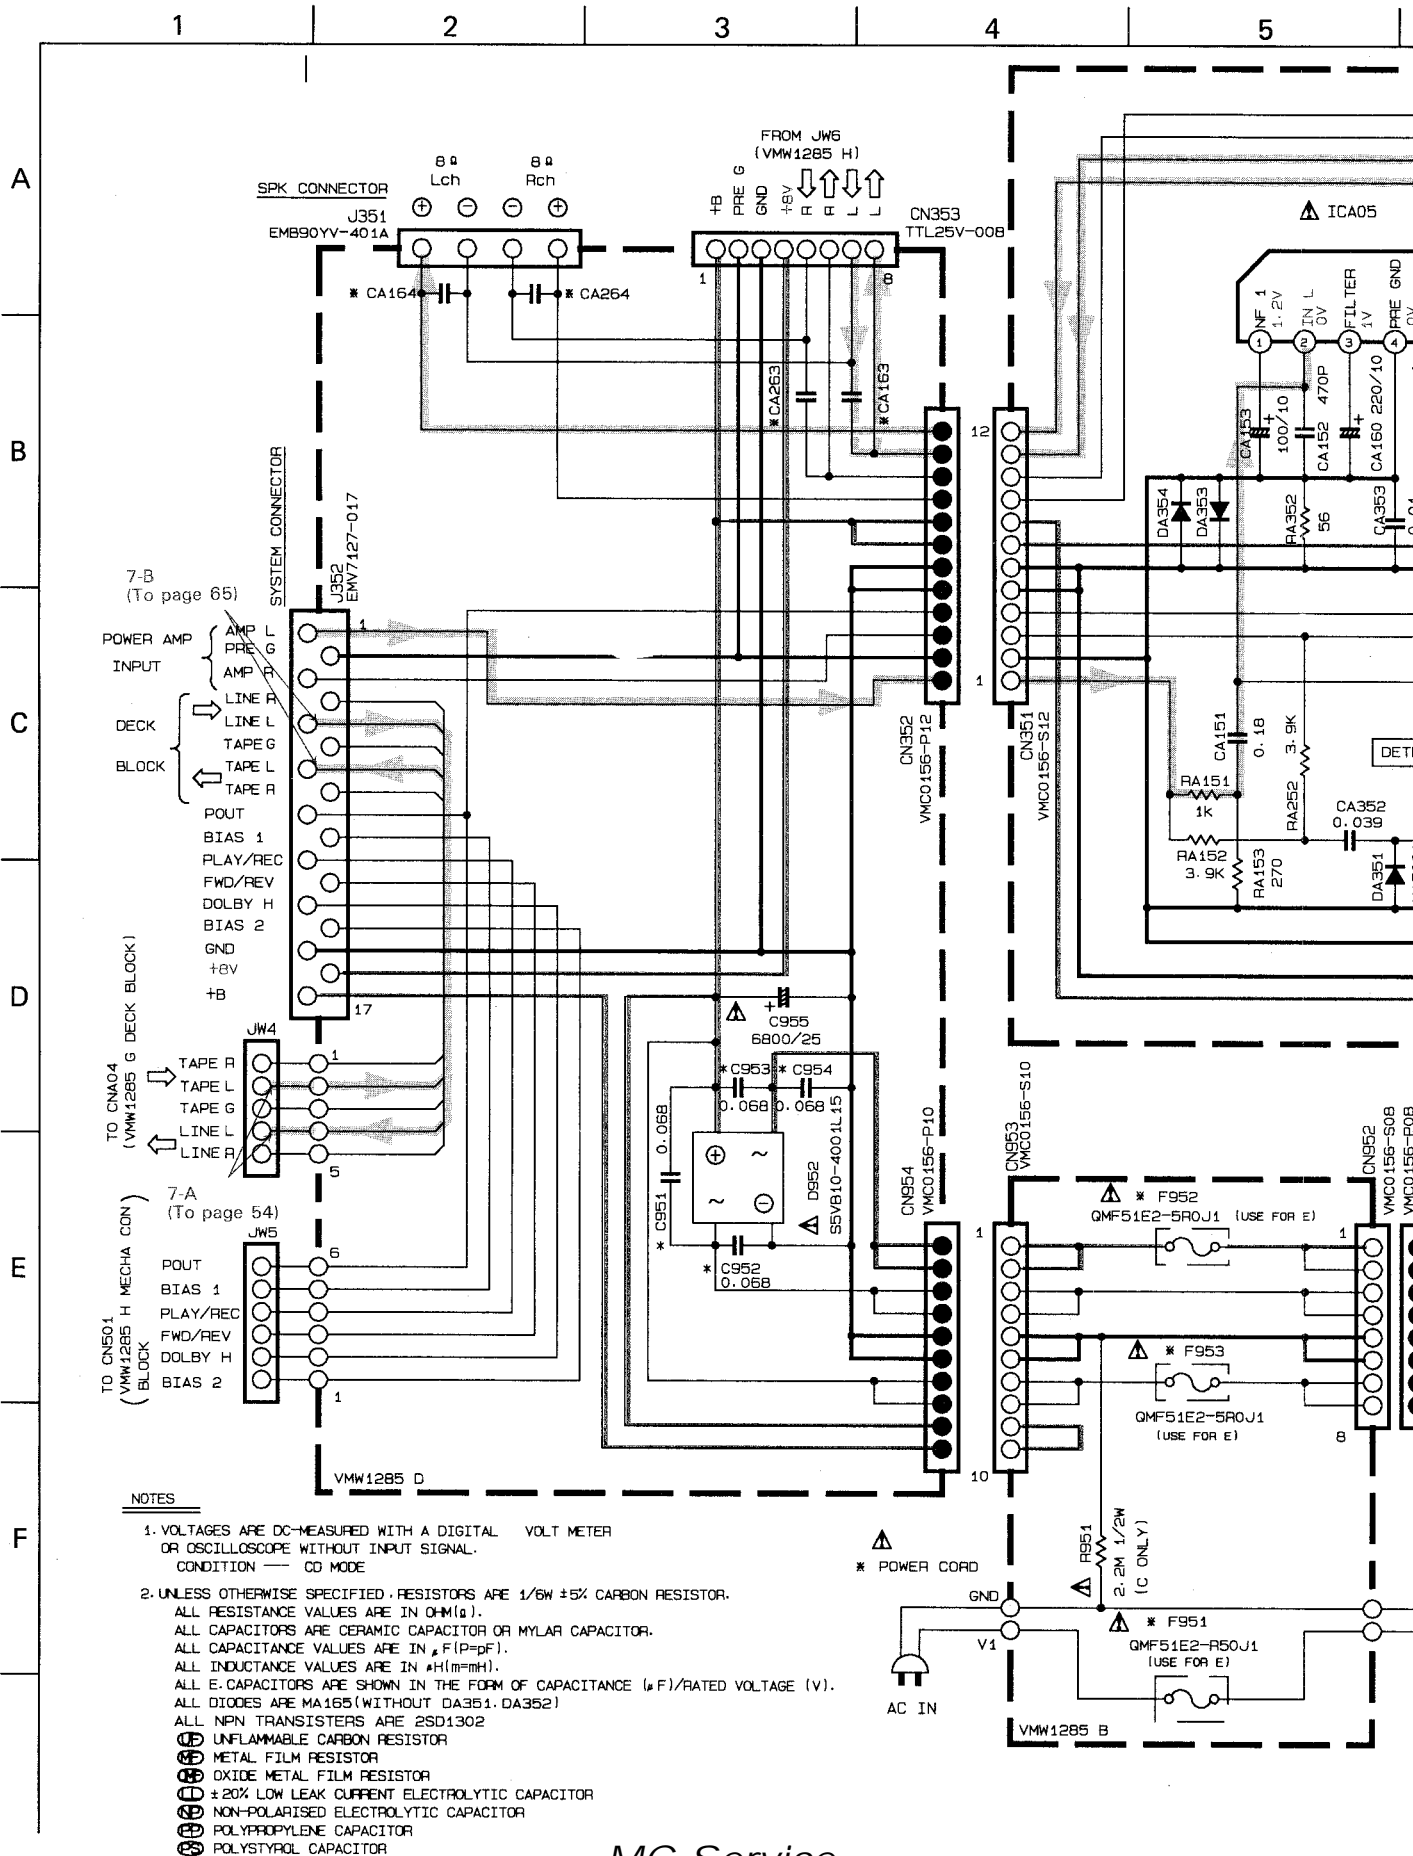 1 2 3 4 5
A
B
C
D
E
F
FROM JW6
(VMW1285 H)
8Ω
Lch
8Ω
Rch
SPK CONNECTOR
J351
EMB90YV-401A
+B
PRE G
GND
+8V
R
R
L
L
CN353
TTL25V-008
1
8
ICA05
* CA164
* CA264
*CA263
*CA163
NF 1
1.2V
IN L
0V
FILTER
1V
PRE GND
0V
1
2
3
4
CA153
100/10
CA152 470P
CA160 220/10
12
1
DA354
DA353
RA352
56
CA353
SYSTEM CONNECTOR
J352
EMV7127-017
7-B
(To page 65)
POWER AMP
INPUT
AMP L
PRE G
AMP R
DECK
BLOCK
LINE R
LINE L
TAPE G
TAPE L
TAPE R
POUT
BIAS 1
PLAY/REC
FWD/REV
DOLBY H
BIAS 2
GND
+8V
+B
1
17
CN352
VMC0156-P12
CN351
VMC0156-S12
CA151
0.18
3.9K
RA252
RA151
1K
RA152
3.9K
RA153
270
CA352
0.039
DA351
C955
6800/25
* C953
0.068
* C954
0.068
0.068
C951
*
* C952
0.068
D952
S5VB10-4001L15
JW4
TO CNA04
(VMW1285 G DECK BLOCK)
TAPE R
TAPE L
TAPE G
LINE L
LINE R
1
5
7-A
(To page 54)
JW5
TO CN501
(VMW1285 H MECHA CON)
BLOCK
POUT
BIAS 1
PLAY/REC
FWD/REV
DOLBY H
BIAS 2
6
1
CN954
VMC0156-P10
CN953
VMC0156-S10
1
10
* F952
QMF51E2-5R0J1 (USE FOR E)
* F953
QMF51E2-5R0J1
(USE FOR E)
CN952
VMC0156-S08
VMC0156-P08
1
8
VMW1285 D
R951
2.2M 1/2W
(C ONLY)
* POWER CORD
GND
V1
AC IN
* F951
QMF51E2-R50J1
(USE FOR E)
VMW1285 B
NOTES
1. VOLTAGES ARE DC-MEASURED WITH A DIGITAL VOLT METER
OR OSCILLOSCOPE WITHOUT INPUT SIGNAL.
CONDITION --- CD MODE
2. UNLESS OTHERWISE SPECIFIED, RESISTORS ARE 1/6W ±5% CARBON RESISTOR.
ALL RESISTANCE VALUES ARE IN OHM(Ω).
ALL CAPACITORS ARE CERAMIC CAPACITOR OR MYLAR CAPACITOR.
ALL CAPACITANCE VALUES ARE IN μF(P=pF).
ALL INDUCTANCE VALUES ARE IN μH(m=mH).
ALL E.CAPACITORS ARE SHOWN IN THE FORM OF CAPACITANCE (μF)/RATED VOLTAGE (V).
ALL DIODES ARE MA165(WITHOUT DA351.DA352)
ALL NPN TRANSISTERS ARE 2SD1302
UF UNFLAMMABLE CARBON RESISTOR
MF METAL FILM RESISTOR
OMF OXIDE METAL FILM RESISTOR
LL ±20% LOW LEAK CURRENT ELECTROLYTIC CAPACITOR
NP NON-POLARISED ELECTROLYTIC CAPACITOR
PP POLYPROPYLENE CAPACITOR
PS POLYSTYROL CAPACITOR